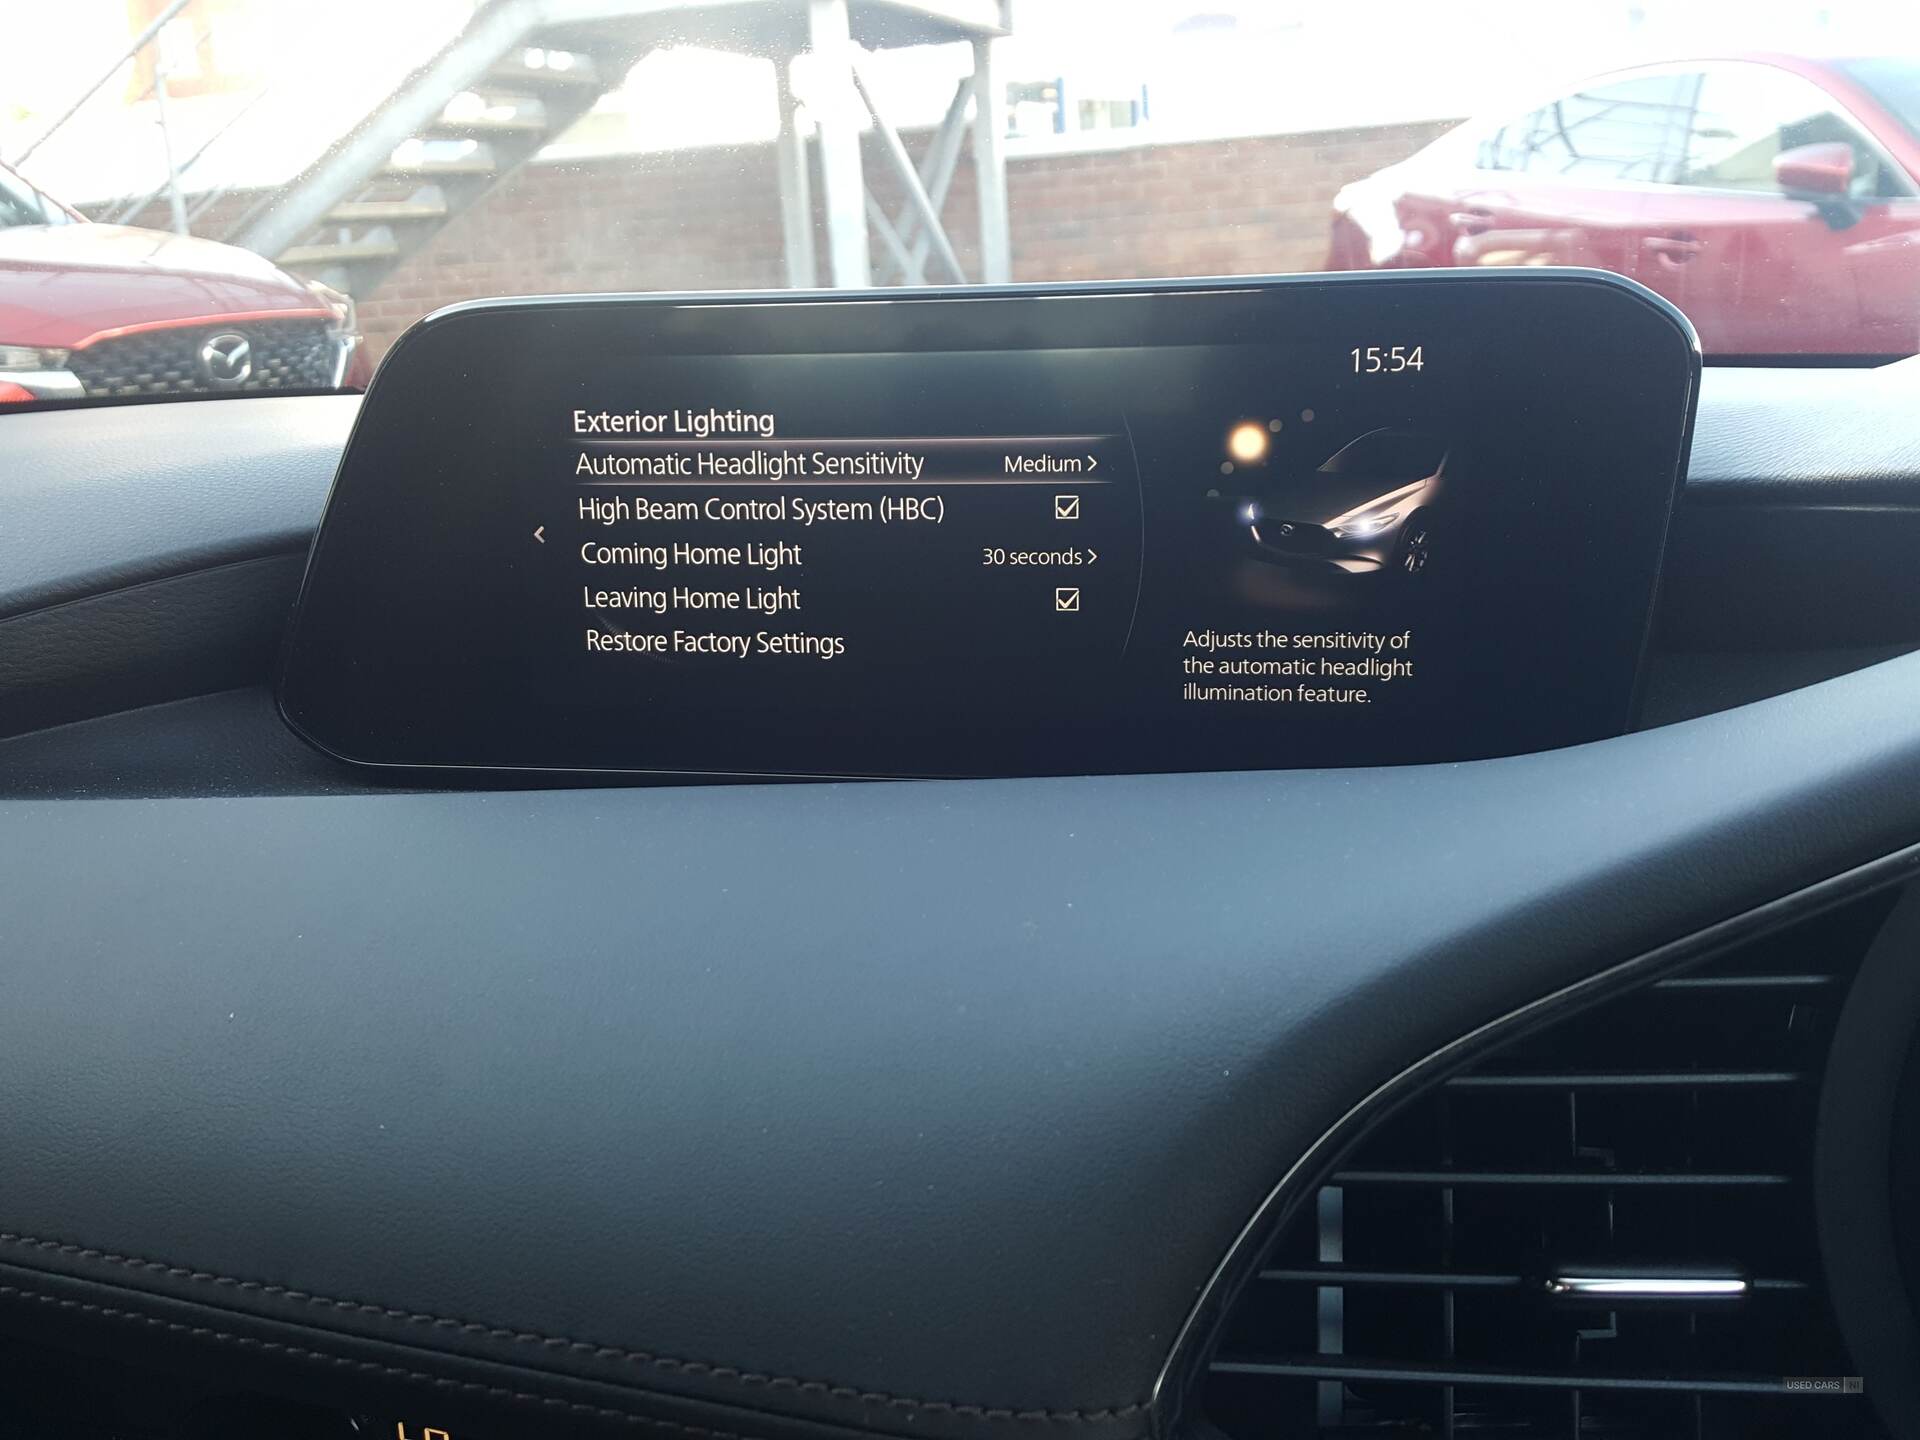 15:54
Exterior Lighting
Automatic Headlight Sensitivity Medium >
High Beam Control System (HBC)
Coming Home Light 30 seconds >
Leaving Home Light
Restore Factory Settings
Adjusts the sensitivity of
the automatic headlight
illumination feature.
USED CARS NI